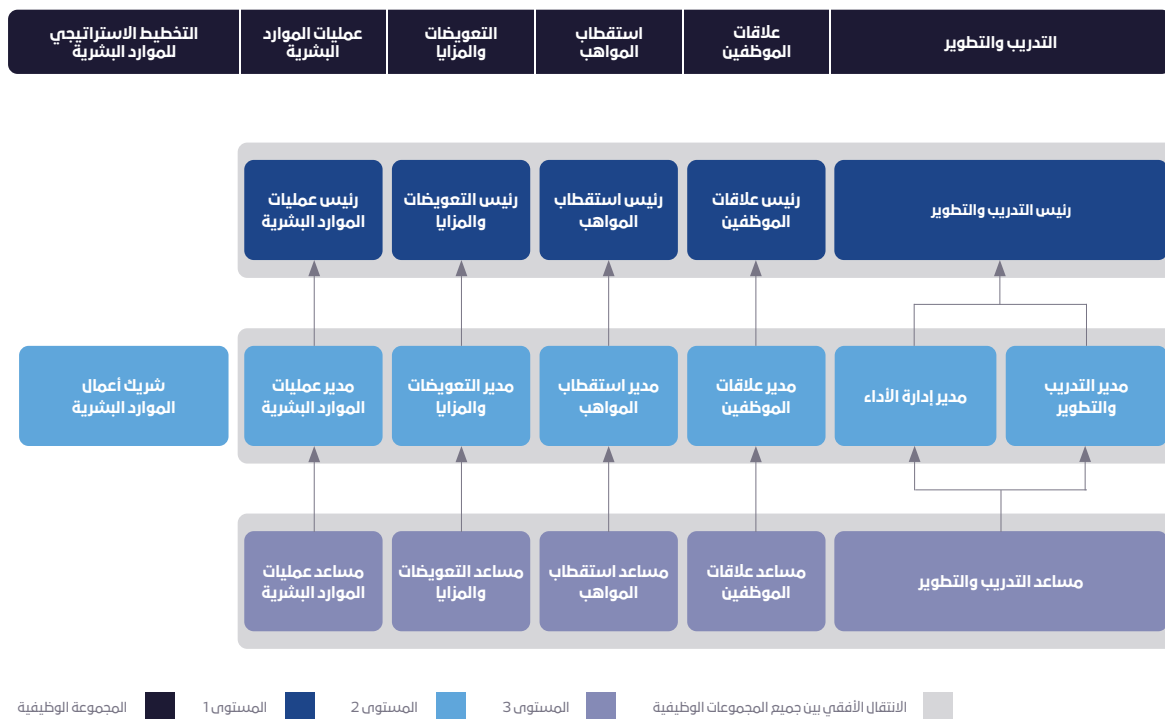 التدريب والتطوير
علاقات
الموظفين
استقطاب
المواهب
التعويضات
والمزايا
عمليات الموارد
البشرية
التخطيط الاستراتيجي
للموارد البشرية
رئيس التدريب والتطوير
رئيس علاقات
الموظفين
رئيس استقطاب
المواهب
رئيس التعويضات
والمزايا
رئيس عمليات
الموارد البشرية
مدير التدريب
والتطوير
مدير إدارة الأداء
مدير علاقات
الموظفين
مدير استقطاب
المواهب
مدير التعويضات
والمزايا
مدير عمليات
الموارد البشرية
شريك أعمال
الموارد البشرية
مساعد التدريب والتطوير
مساعد علاقات
الموظفين
مساعد استقطاب
المواهب
مساعد التعويضات
والمزايا
مساعد عمليات
الموارد البشرية
الانتقال الأفقي بين جميع المجموعات الوظيفية
المستوى 3
المستوى 2
المستوى 1
المجموعة الوظيفية